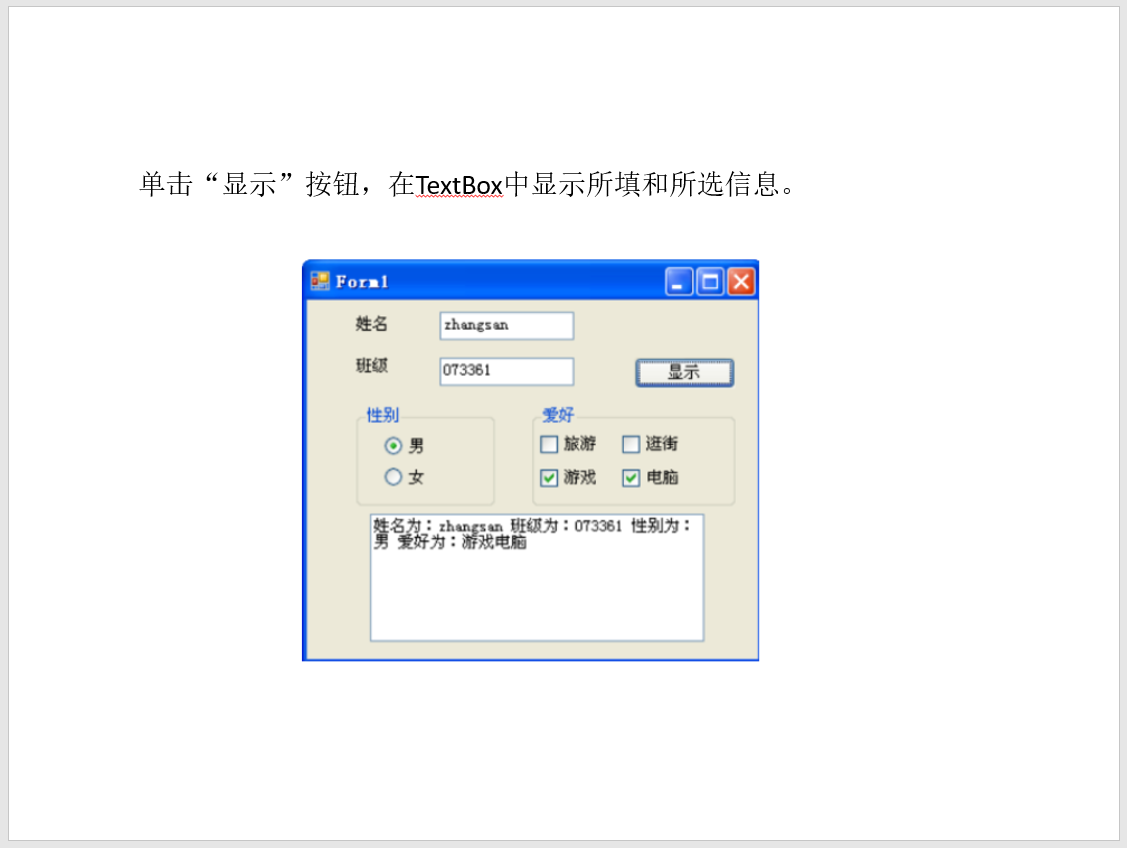 单击“显示”按钮，在TextBox中显示所填和所选信息。
Form1
姓名 zhangsan
班级 073361 显示
性别 爱好
男 旅游 逛街
女 游戏 电脑
姓名为：zhangsan 班级为：073361 性别为：
男 爱好为：游戏电脑